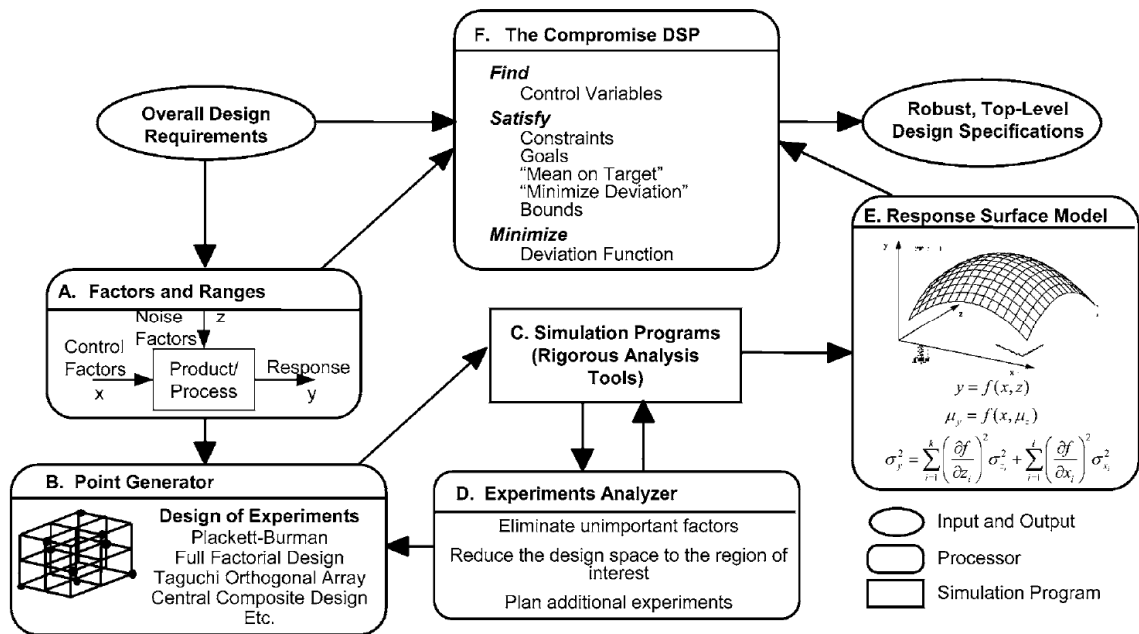 F. The Compromise DSP
Find
Control Variables
Satisfy
Constraints
Goals
“Mean on Target”
“Minimize Deviation”
Bounds
Minimize
Deviation Function
Overall Design
Requirements
Robust, Top-Level
Design Specifications
A. Factors and Ranges
Noise z
Factors
Control
Factors
x
Product/
Process
Response
y
C. Simulation Programs
(Rigorous Analysis
Tools)
E. Response Surface Model
y
z
x
y = f(x, z)
μ_y = f(x, μ_z)
σ_y^2 = ∑_{i=1}^{k} (∂f/∂z_i)^2 σ_{z_i}^2 + ∑_{i=1}^{l} (∂f/∂x_i)^2 σ_{x_i}^2
B. Point Generator
Design of Experiments
Plackett-Burman
Full Factorial Design
Taguchi Orthogonal Array
Central Composite Design
Etc.
D. Experiments Analyzer
Eliminate unimportant factors
Reduce the design space to the region of
interest
Plan additional experiments
Input and Output
Processor
Simulation Program